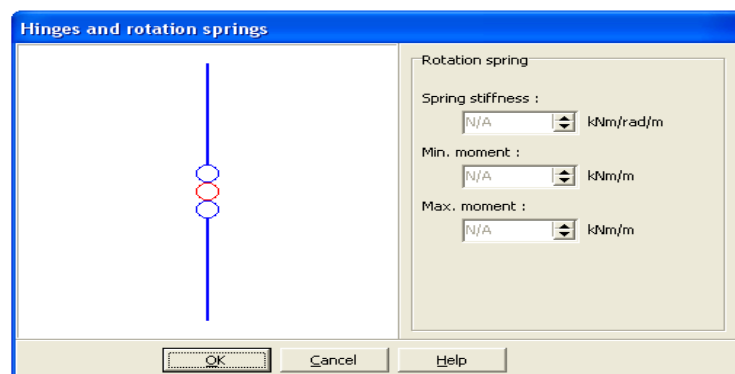 Hinges and rotation springs
Rotation spring
Spring stiffness :
N/A kNm/rad/m
Min. moment :
N/A kNm/m
Max. moment :
N/A kNm/m
OK Cancel Help